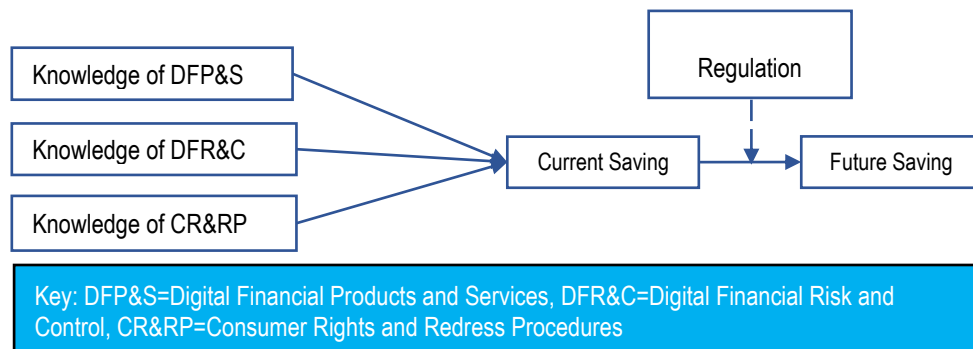 Knowledge of DFP&S
Regulation
Knowledge of DFR&C
Current Saving
Future Saving
Knowledge of CR&RP
Key: DFP&S=Digital Financial Products and Services, DFR&C=Digital Financial Risk and
Control, CR&RP=Consumer Rights and Redress Procedures